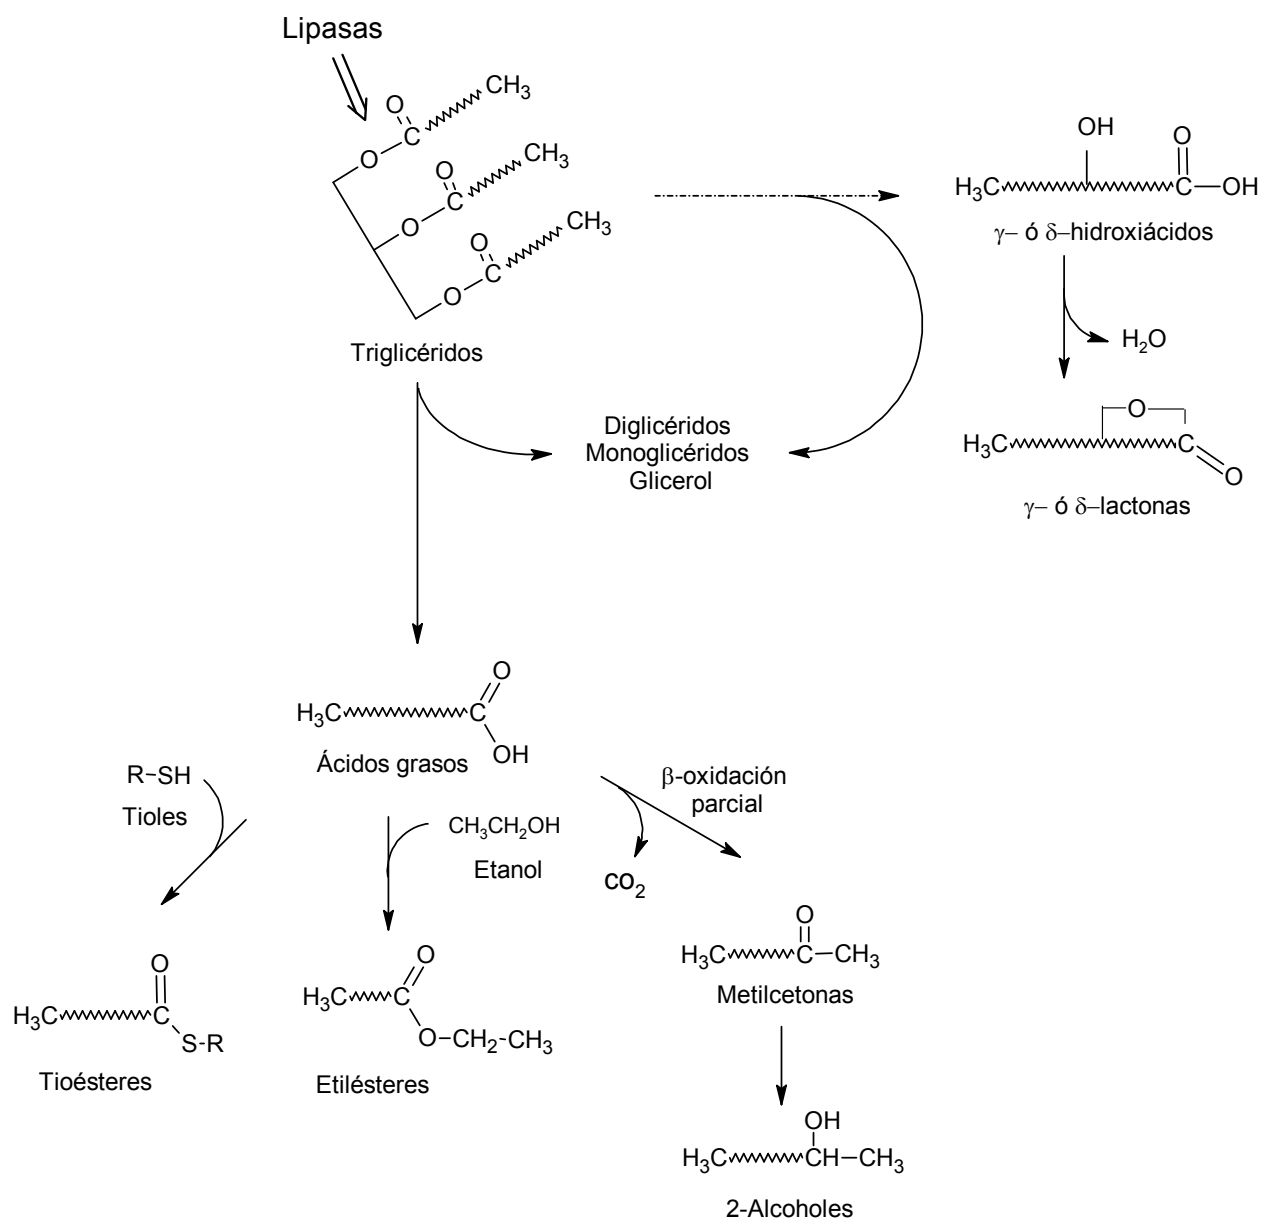 Lipasas
O
CH3
C
O
O
CH3
C
O
O
CH3
C
O
Triglicéridos
OH
O
H3C
C
OH
γ– ó δ–hidroxiácidos
H2O
O
H3C
C
O
γ– ó δ–lactonas
Diglicéridos
Monoglicéridos
Glicerol
O
H3C
C
OH
Ácidos grasos
R-SH
Tioles
CH3CH2OH
Etanol
β-oxidación
parcial
CO2
O
H3C
C
S-R
Tioésteres
O
H3C
C
O-CH2-CH3
Etilésteres
O
H3C
C-CH3
Metilcetonas
OH
H3C
CH-CH3
2-Alcoholes